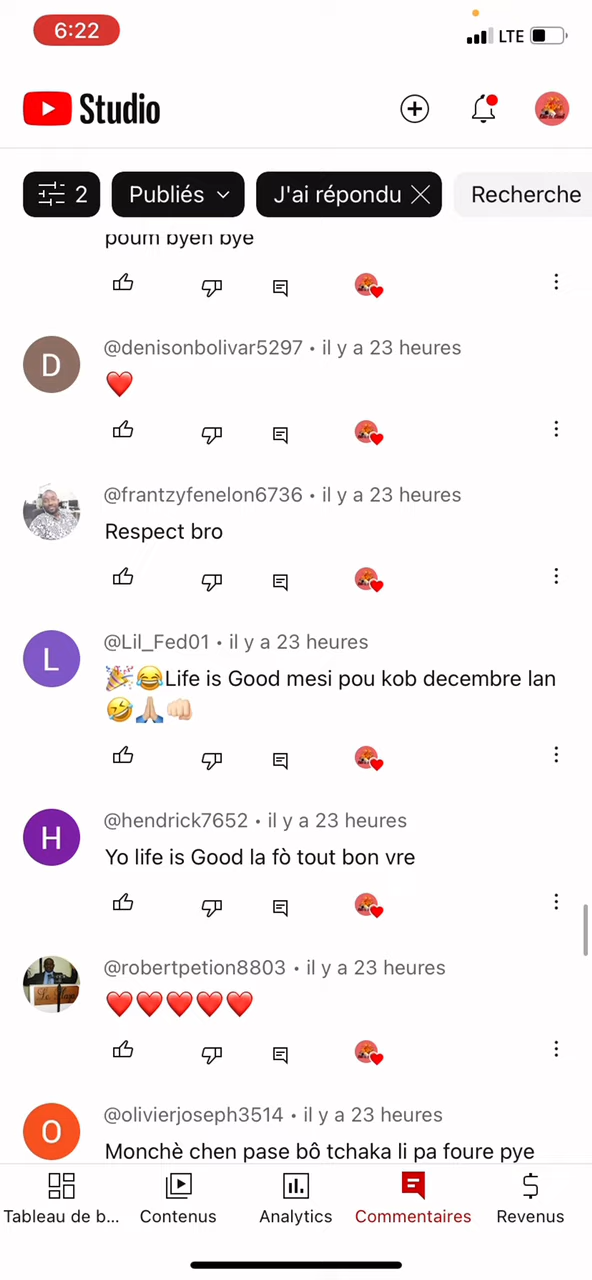 6:22
LTE
Studio
2
Publiés
J'ai répondu
Recherche
poum byen bye
D
@denisonbolivar5297 • il y a 23 heures
❤️
@frantzyfenelon6736 • il y a 23 heures
Respect bro
L
@Lil_Fed01 • il y a 23 heures
🎉😂Life is Good mesi pou kob decembre lan
🤣🙏🏼👊🏻
H
@hendrick7652 • il y a 23 heures
Yo life is Good la fò tout bon vre
@robertpetion8803 • il y a 23 heures
❤️❤️❤️❤️❤️
O
@olivierjoseph3514 • il y a 23 heures
Monchè chen pase bô tchaka li pa foure pye
Tableau de b...
Contenus
Analytics
Commentaires
Revenus